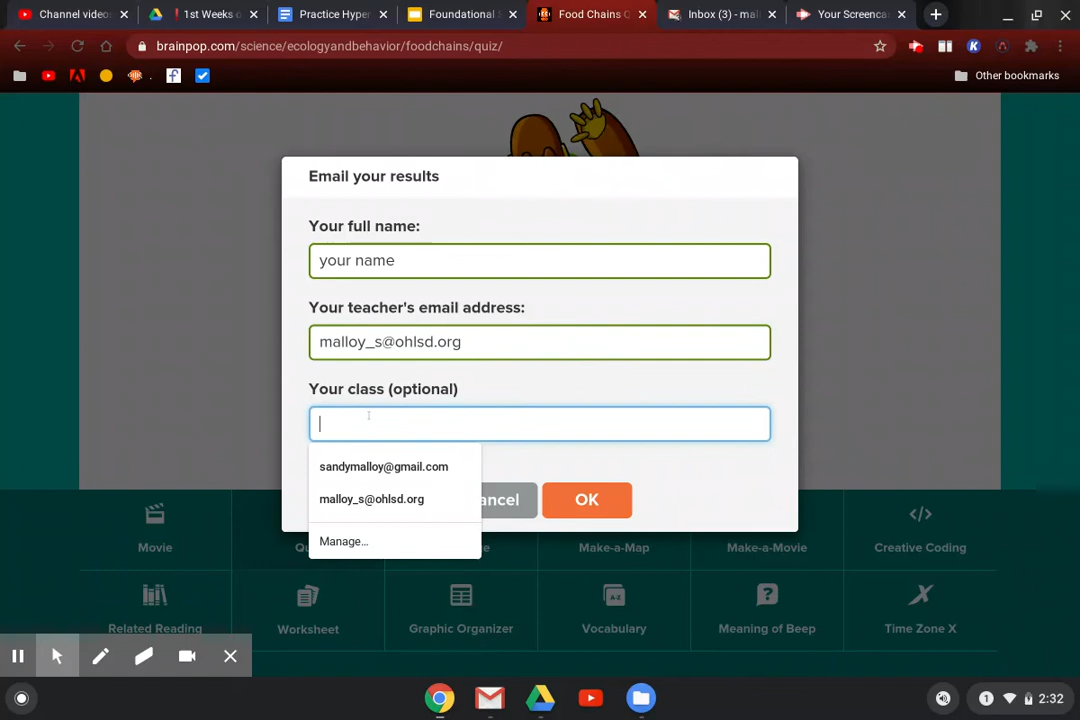 Channel video
1st Weeks o
Practice Hyper
Foundational
Food Chains Q
Inbox (3) - mal
Your Screenca
brainpop.com/science/ecologyandbehavior/foodchains/quiz/
Other bookmarks
Email your results
Your full name:
your name
Your teacher's email address:
malloy_s@ohlsd.org
Your class (optional)
sandymalloy@gmail.com
malloy_s@ohlsd.org
Manage...
ancel
OK
Movie
Qu
e
Make-a-Map
Make-a-Movie
Creative Coding
Related Reading
Worksheet
Graphic Organizer
Vocabulary
Meaning of Beep
Time Zone X
1
2:32